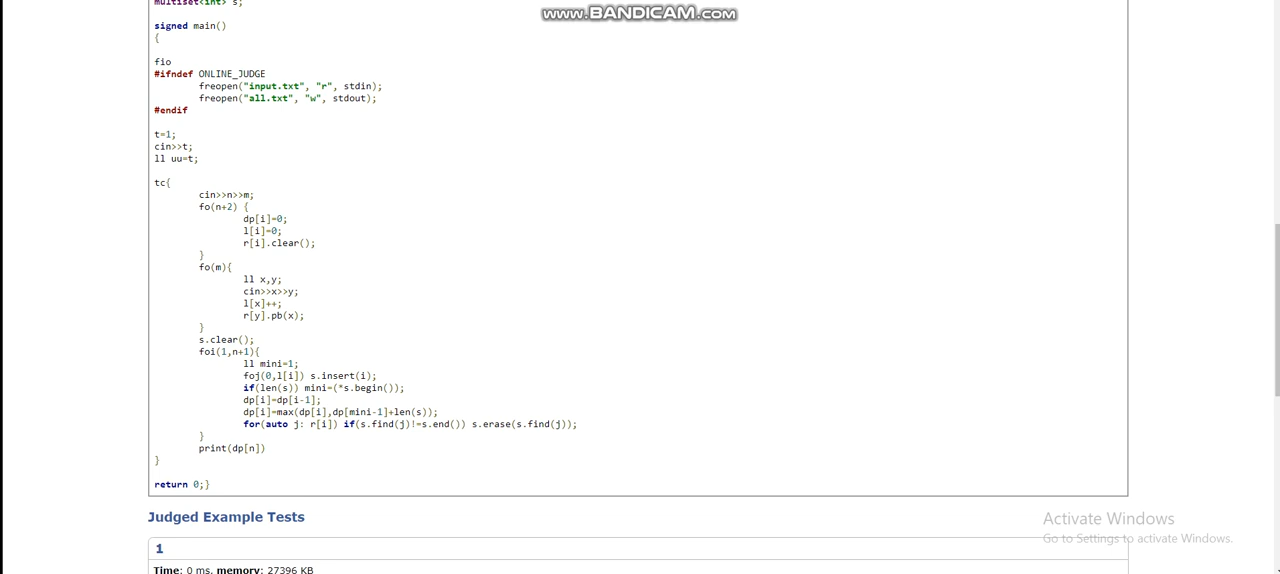 www.BANDICAM.com
multiset<int> s;
signed main()
{
fio
#ifndef ONLINE_JUDGE
freopen("input.txt", "r", stdin);
freopen("all.txt", "w", stdout);
#endif
t=1;
cin>>t;
ll uu=t;
tc{
cin>>n>>m;
fo(n+2) {
dp[i]=0;
l[i]=0;
r[i].clear();
}
fo(m){
ll x,y;
cin>>x>>y;
l[x]++;
r[y].pb(x);
}
s.clear();
foi(1,n+1){
ll mini=1;
foj(0,l[i]) s.insert(i);
if(len(s)) mini=(*s.begin());
dp[i]=dp[i-1];
dp[i]=max(dp[i],dp[mini-1]+len(s));
for(auto j: r[i]) if(s.find(j)!=s.end()) s.erase(s.find(j));
}
print(dp[n])
}
return 0;}
Judged Example Tests
1
Time: 0 ms, memory: 27396 KB
Activate Windows
Go to Settings to activate Windows.